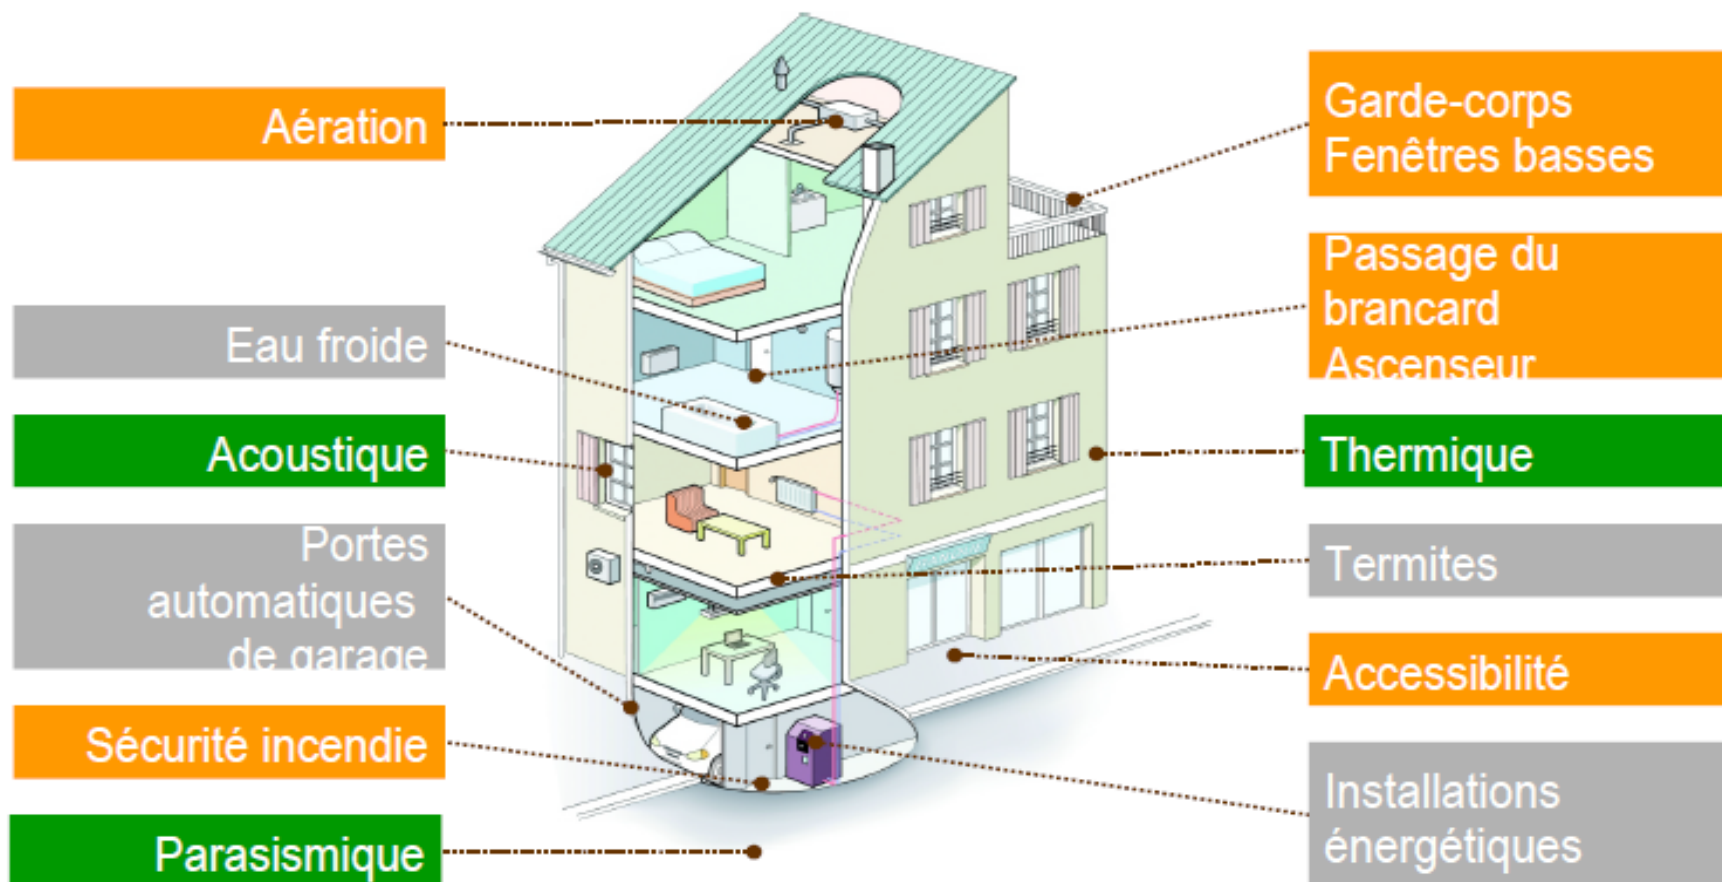 Aération
Eau froide
Acoustique
Portes
automatiques
de garage
Sécurité incendie
Parasismique
Garde-corps
Fenêtres basses
Passage du
brancard
Ascenseur
Thermique
Termites
Accessibilité
Installations
énergétiques